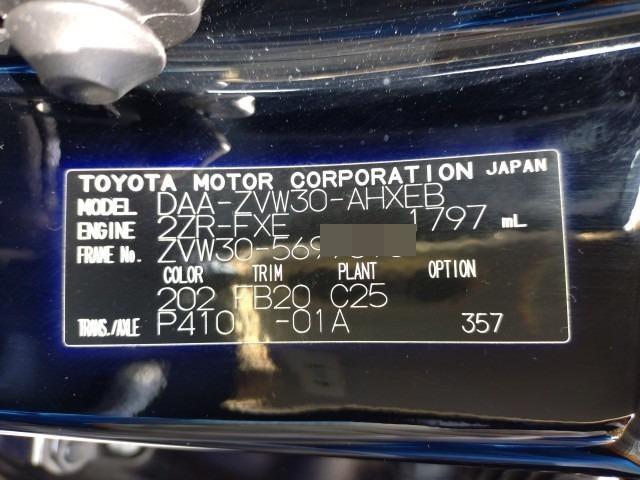 TOYOTA MOTOR CORPORATION JAPAN
MODEL DAA-ZVW30-AHXEB
ENGINE 2ZR-FXE 1797 mL
FRAME No. ZVW30-569
COLOR TRIM PLANT OPTION
202 FB20 C25
TRANS./AXLE P410 -01A 357